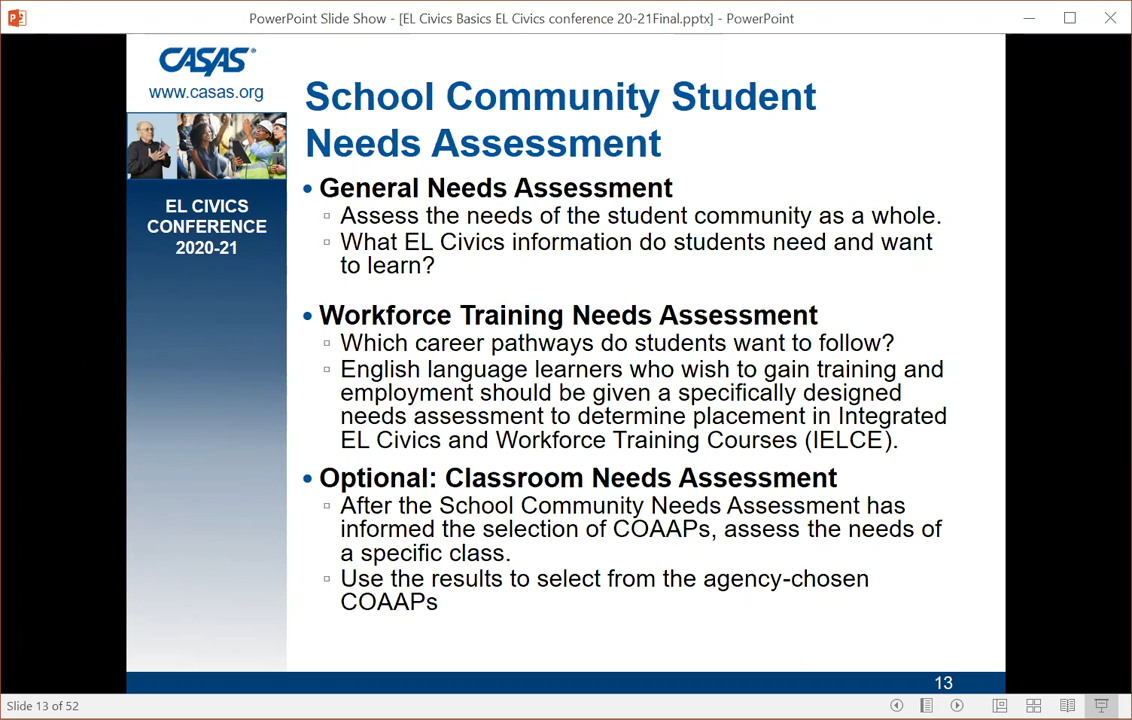 PowerPoint Slide Show - [EL Civics Basics EL Civics conference 20-21Final.pptx] - PowerPoint
CASAS®
www.casas.org
EL CIVICS
CONFERENCE
2020-21
School Community Student
Needs Assessment
• General Needs Assessment
▫ Assess the needs of the student community as a whole.
▫ What EL Civics information do students need and want
to learn?
• Workforce Training Needs Assessment
▫ Which career pathways do students want to follow?
▫ English language learners who wish to gain training and
employment should be given a specifically designed
needs assessment to determine placement in Integrated
EL Civics and Workforce Training Courses (IELCE).
• Optional: Classroom Needs Assessment
▫ After the School Community Needs Assessment has
informed the selection of COAAPs, assess the needs of
a specific class.
▫ Use the results to select from the agency-chosen
COAAPs
13
Slide 13 of 52